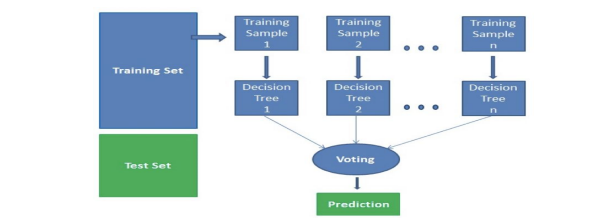 Training Set
Test Set
Training
Sample
1
Training
Sample
2
Training
Sample
n
Decision
Tree
1
Decision
Tree
2
Decision
Tree
n
Voting
Prediction